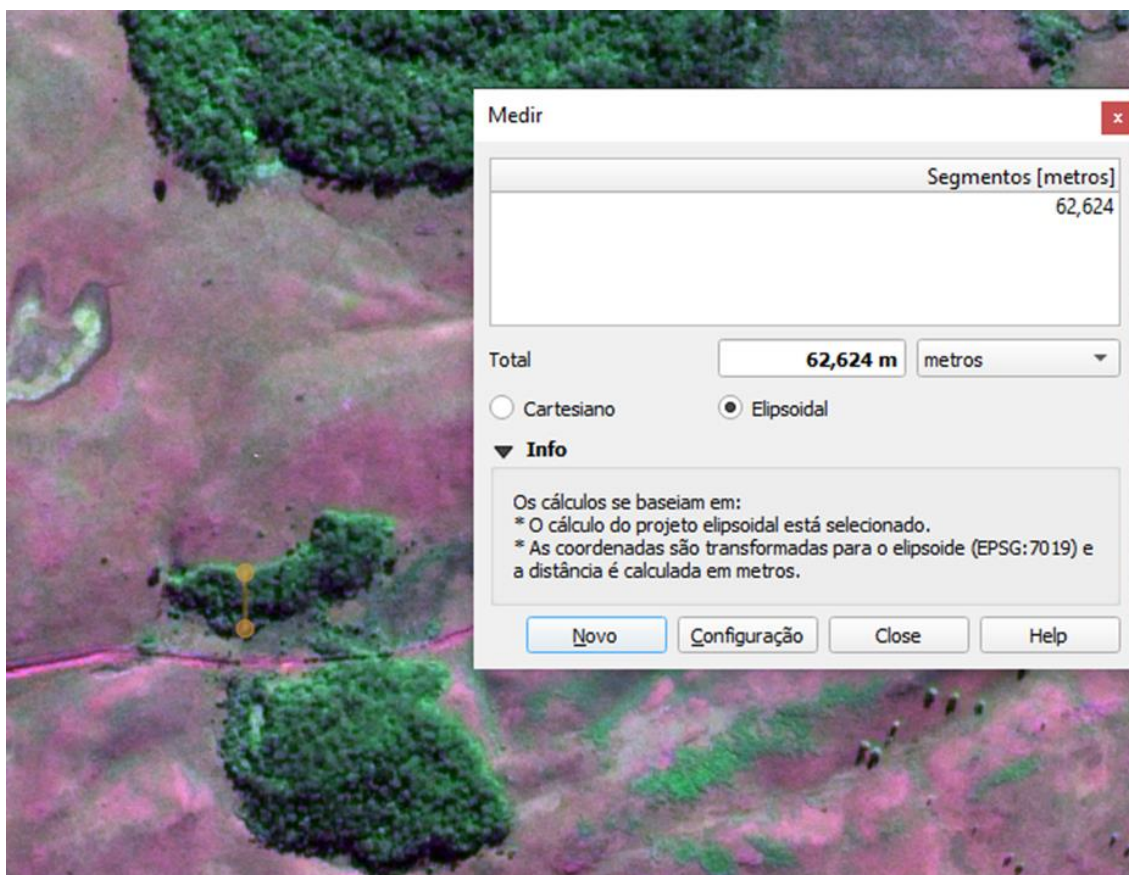 Medir
x
Segmentos [metros]
62,624
Total
62,624 m
metros
Cartesiano
Elipsoidal
Info
Os cálculos se baseiam em:
* O cálculo do projeto elipsoidal está selecionado.
* As coordenadas são transformadas para o elipsoide (EPSG:7019) e
a distância é calculada em metros.
Novo
Configuração
Close
Help